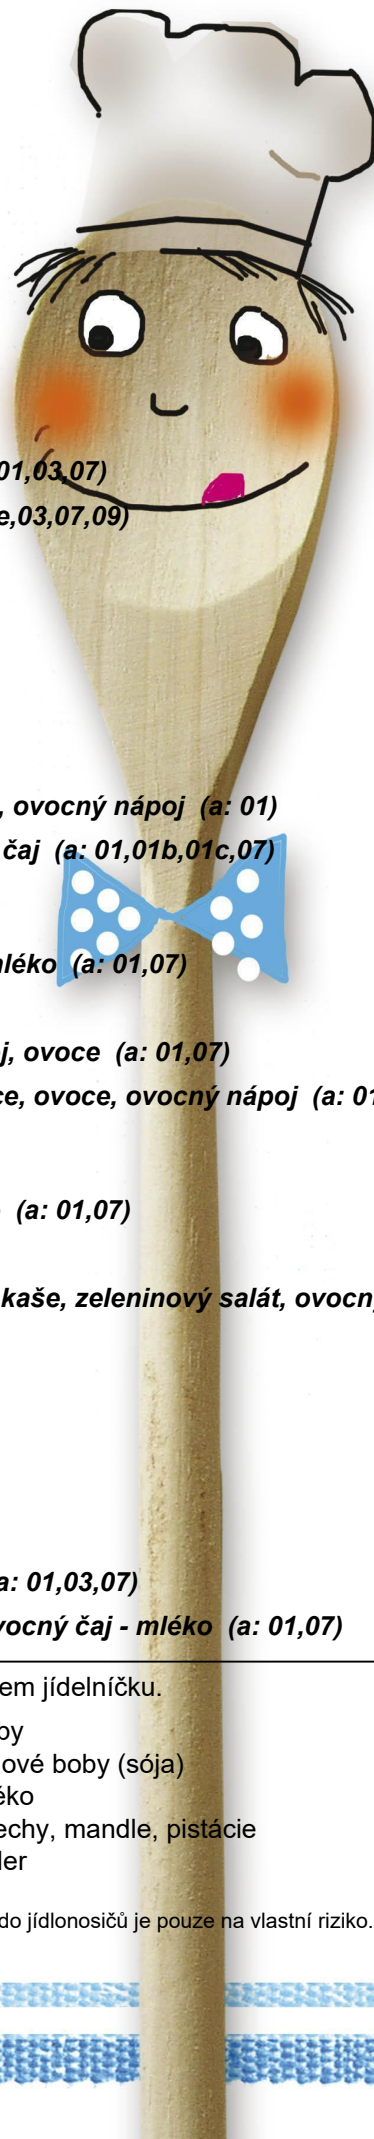 01,03,07)
e,03,07,09)
, ovocný nápoj (a: 01)
čaj (a: 01,01b,01c,07)
mléko (a: 01,07)
j, ovoce (a: 01,07)
ce, ovoce, ovocný nápoj (a: 01
(a: 01,07)
kaše, zeleninový salát, ovocn
a: 01,03,07)
vocný čaj - mléko (a: 01,07)
em jídelníčku.
by
ové boby (sója)
éko
echy, mandle, pistácie
ler
do jídlonosičů je pouze na vlastní riziko.